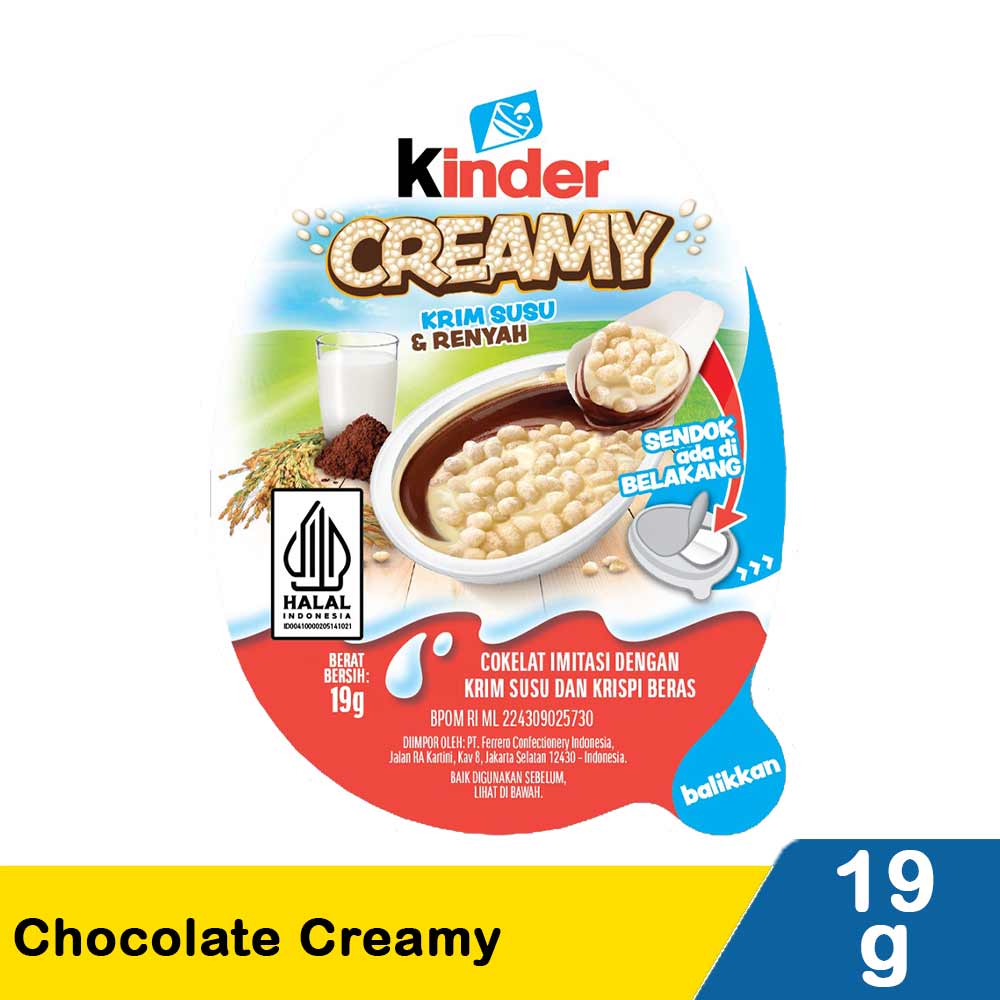 Kinder
CREAMY
KRIM SUSU
& RENYAH
SENDOK
ada di
BELAKANG
HALAL
INDONESIA
ID00410000205141021
BERAT
BERSIH:
19g
COKELAT IMITASI DENGAN
KRIM SUSU DAN KRISPI BERAS
BPOM RI ML 224309025730
DIIMPOR OLEH: PT. Ferrero Confectionery Indonesia,
Jalan RA Kartini, Kav 8, Jakarta Selatan 12430 - Indonesia.
BAIK DIGUNAKAN SEBELUM,
LIHAT DI BAWAH.
balikkan
Chocolate Creamy
19
g